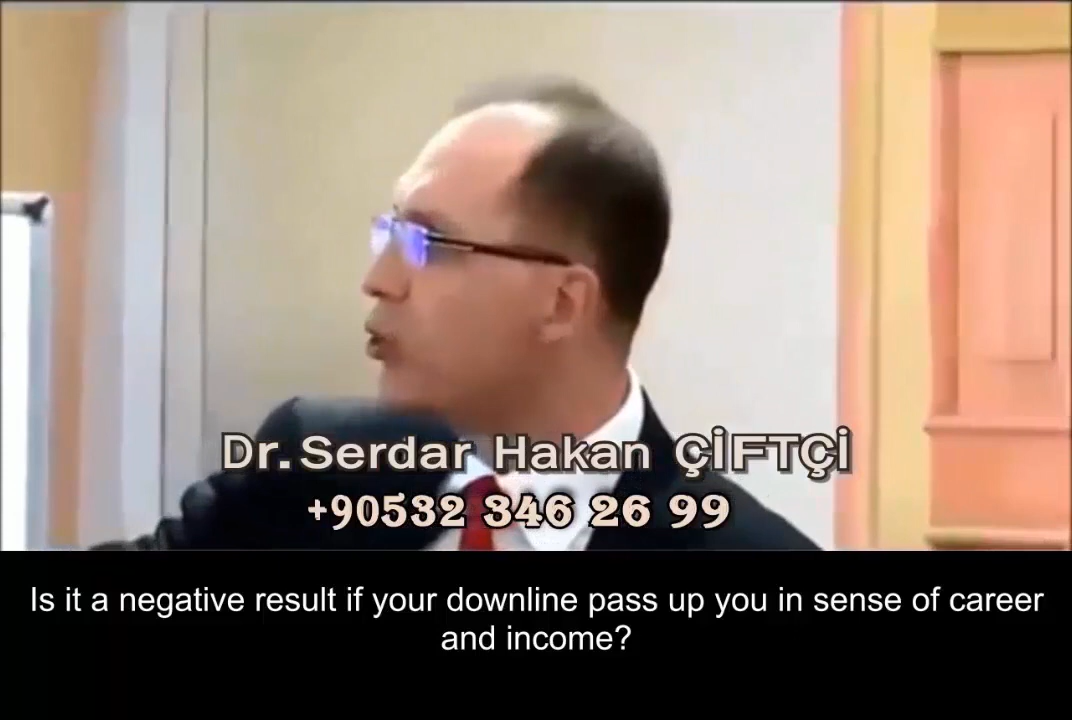 Dr. Serdar Hakan ÇİFTÇİ
+90532 346 26 99
Is it a negative result if your downline pass up you in sense of career
and income?